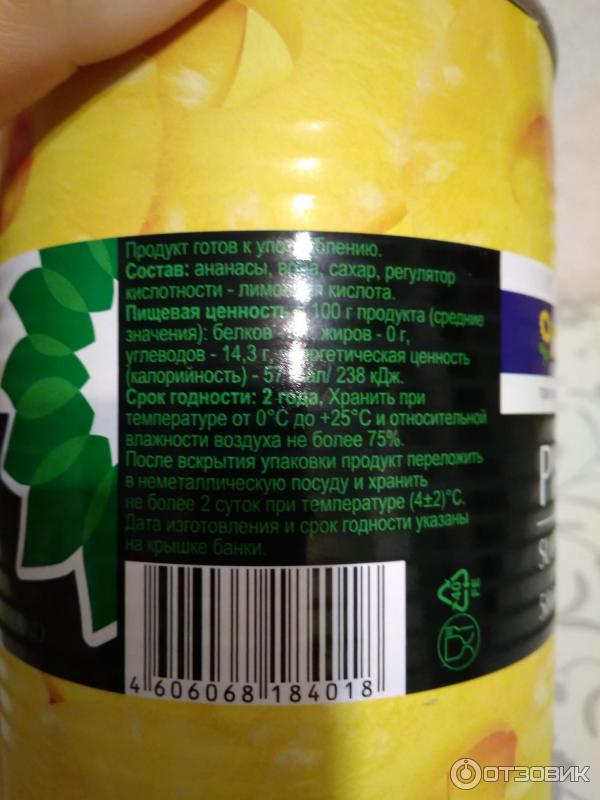 Продукт готов к употреблению.
Состав: ананасы, вода, сахар, регулятор
кислотности - лимонная кислота.
Пищевая ценность 100 г продукта (средние
значения): белков жиров - 0 г,
углеводов - 14,3 г, энергетическая ценность
(калорийность) - 57 ккал/ 238 кДж.
Срок годности: 2 года. Хранить при
температуре от 0°С до +25°С и относительной
влажности воздуха не более 75%.
После вскрытия упаковки продукт переложить
в неметаллическую посуду и хранить
не более 2 суток при температуре (4±2)°С.
Дата изготовления и срок годности указаны
на крышке банки.
4 606068 184018
40
FE
ОТЗОВИК